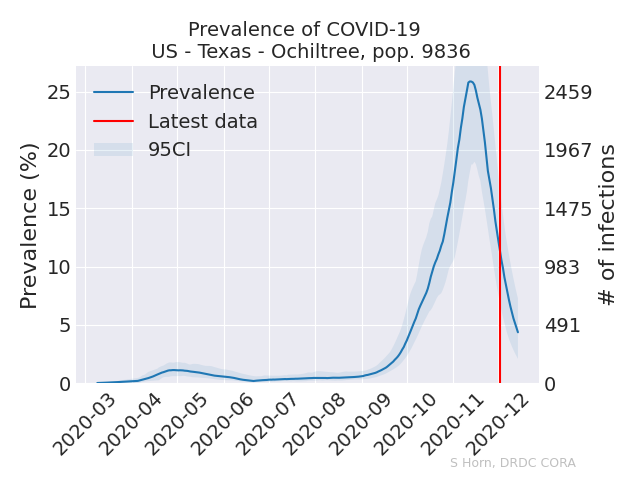 Prevalence of COVID-19
US - Texas - Ochiltree, pop. 9836
Prevalence (%)
25
20
15
10
5
0
Prevalence
Latest data
95CI
2459
1967
1475
983
491
0
# of infections
2020-03
2020-04
2020-05
2020-06
2020-07
2020-08
2020-09
2020-10
2020-11
2020-12
S Horn, DRDC CORA